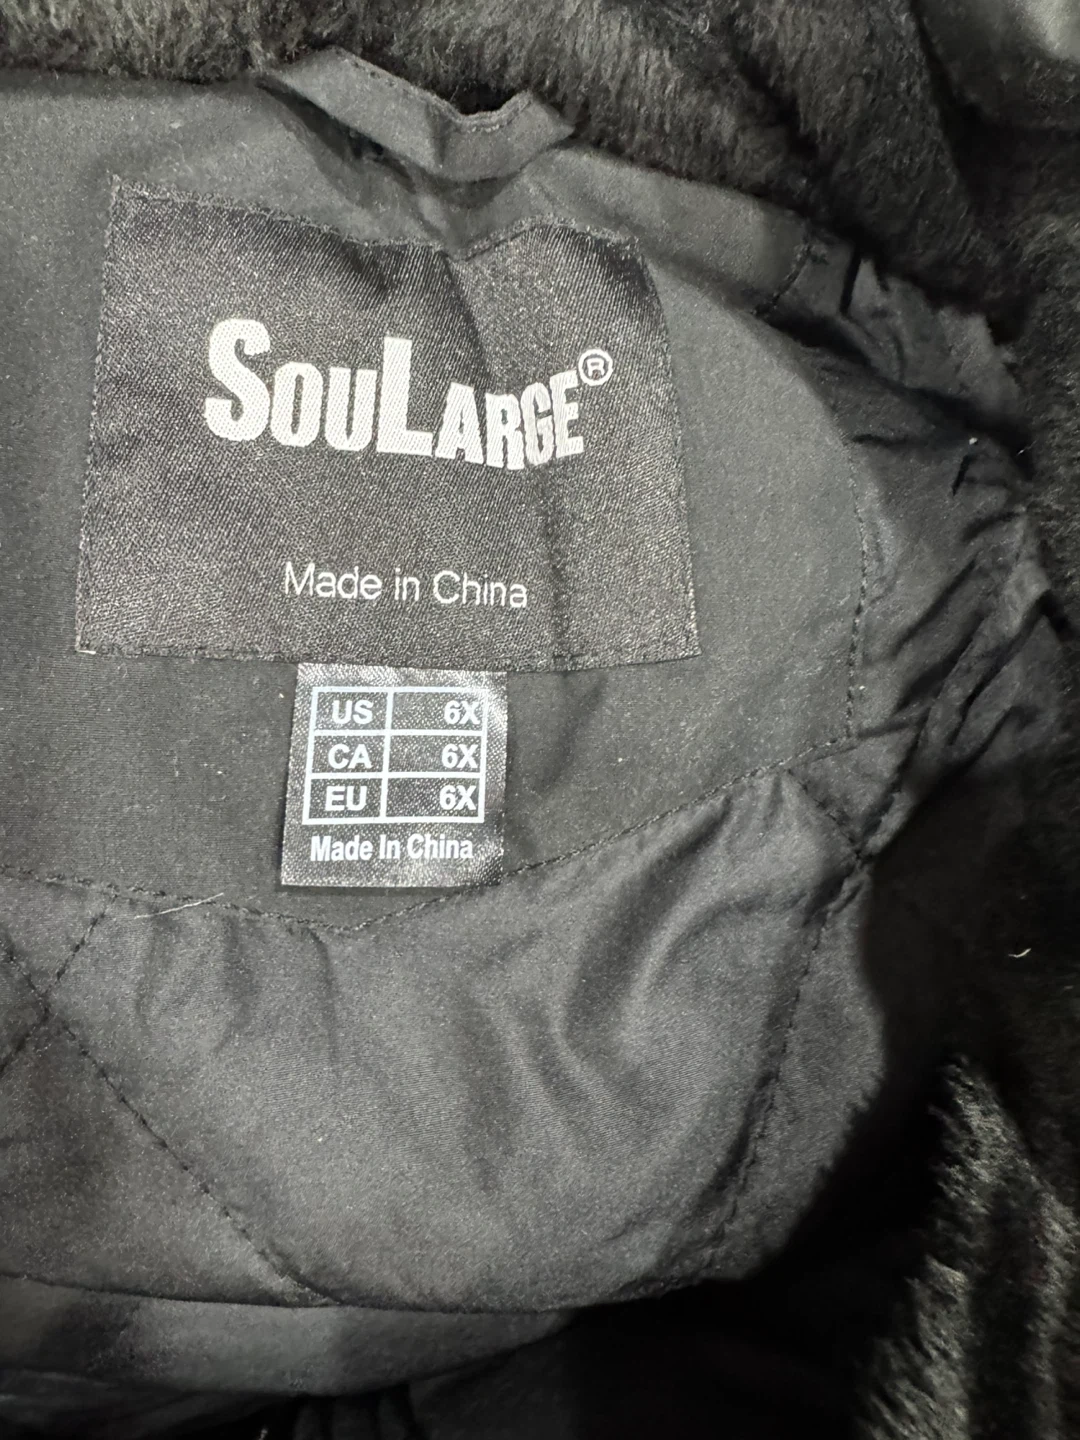 SOULARGE®
Made in China
US 6X
CA 6X
EU 6X
Made In China